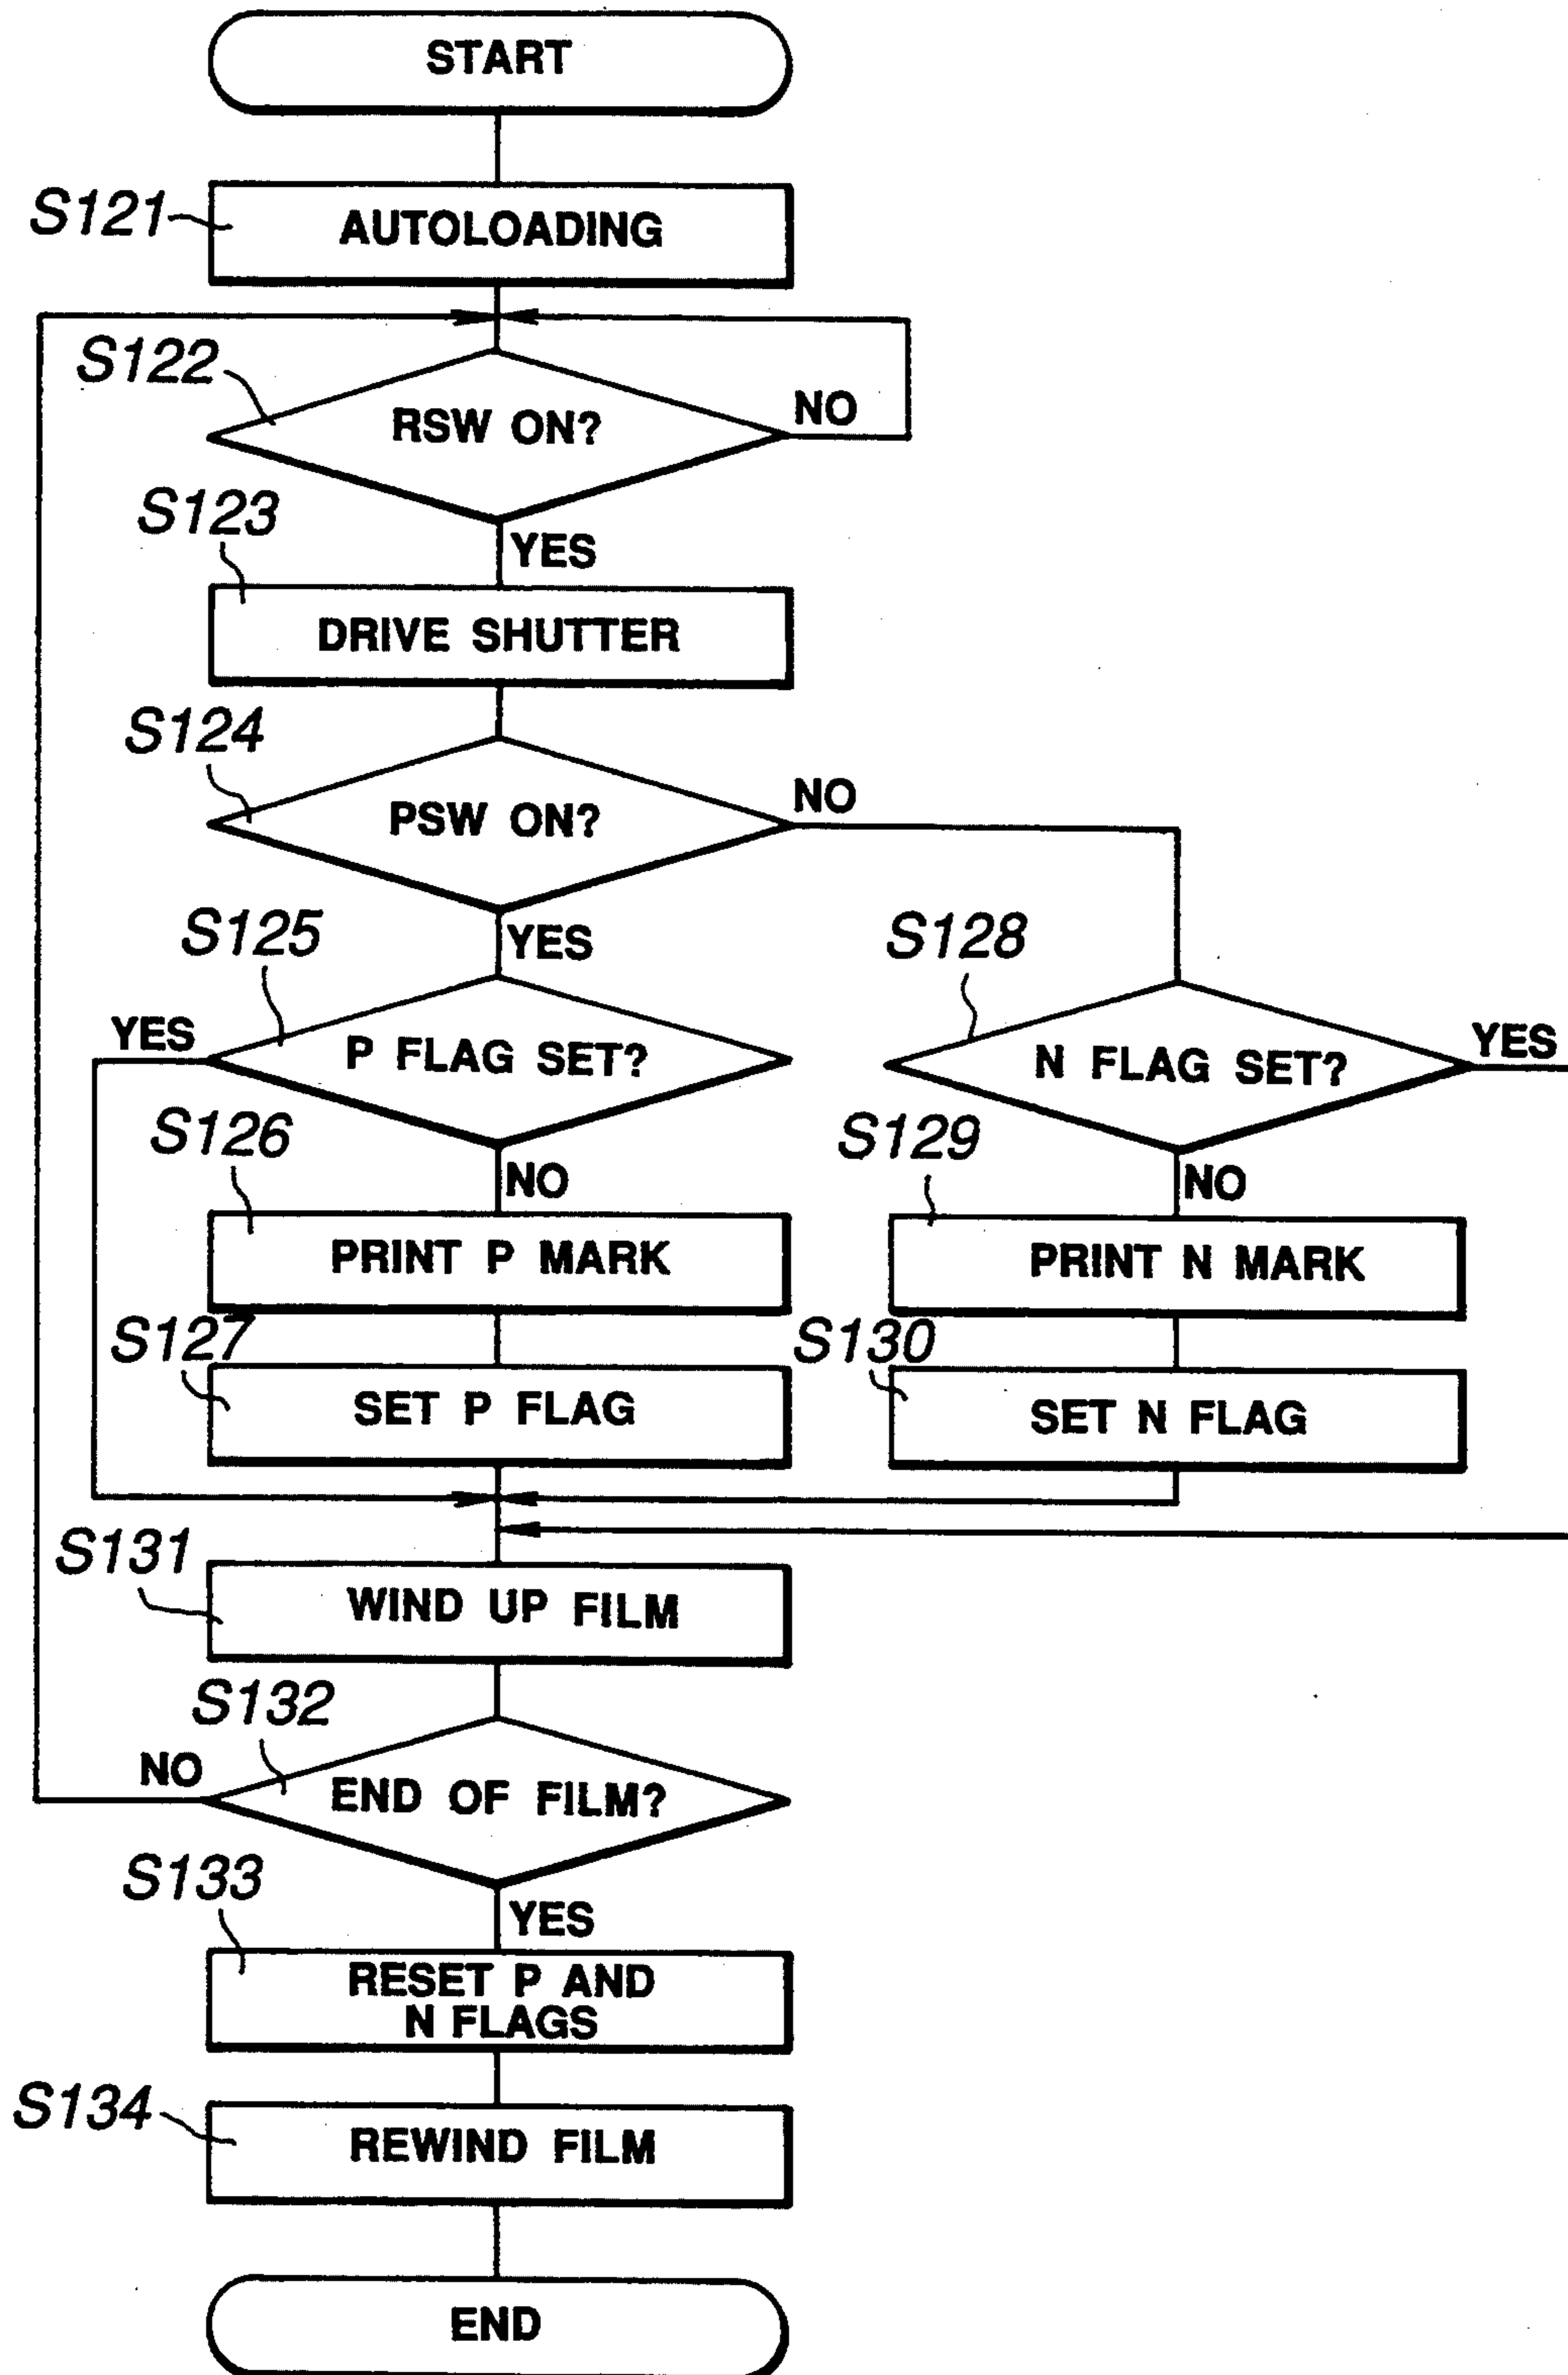 START
S121
AUTOLOADING
S122
RSW ON?
NO
S123
YES
DRIVE SHUTTER
S124
PSW ON?
NO
S125
YES
S128
YES
P FLAG SET?
N FLAG SET?
YES
S126
NO
S129
NO
PRINT P MARK
PRINT N MARK
S127
SET P FLAG
S130
SET N FLAG
S131
WIND UP FILM
S132
NO
END OF FILM?
S133
YES
RESET P AND
N FLAGS
S134
REWIND FILM
END